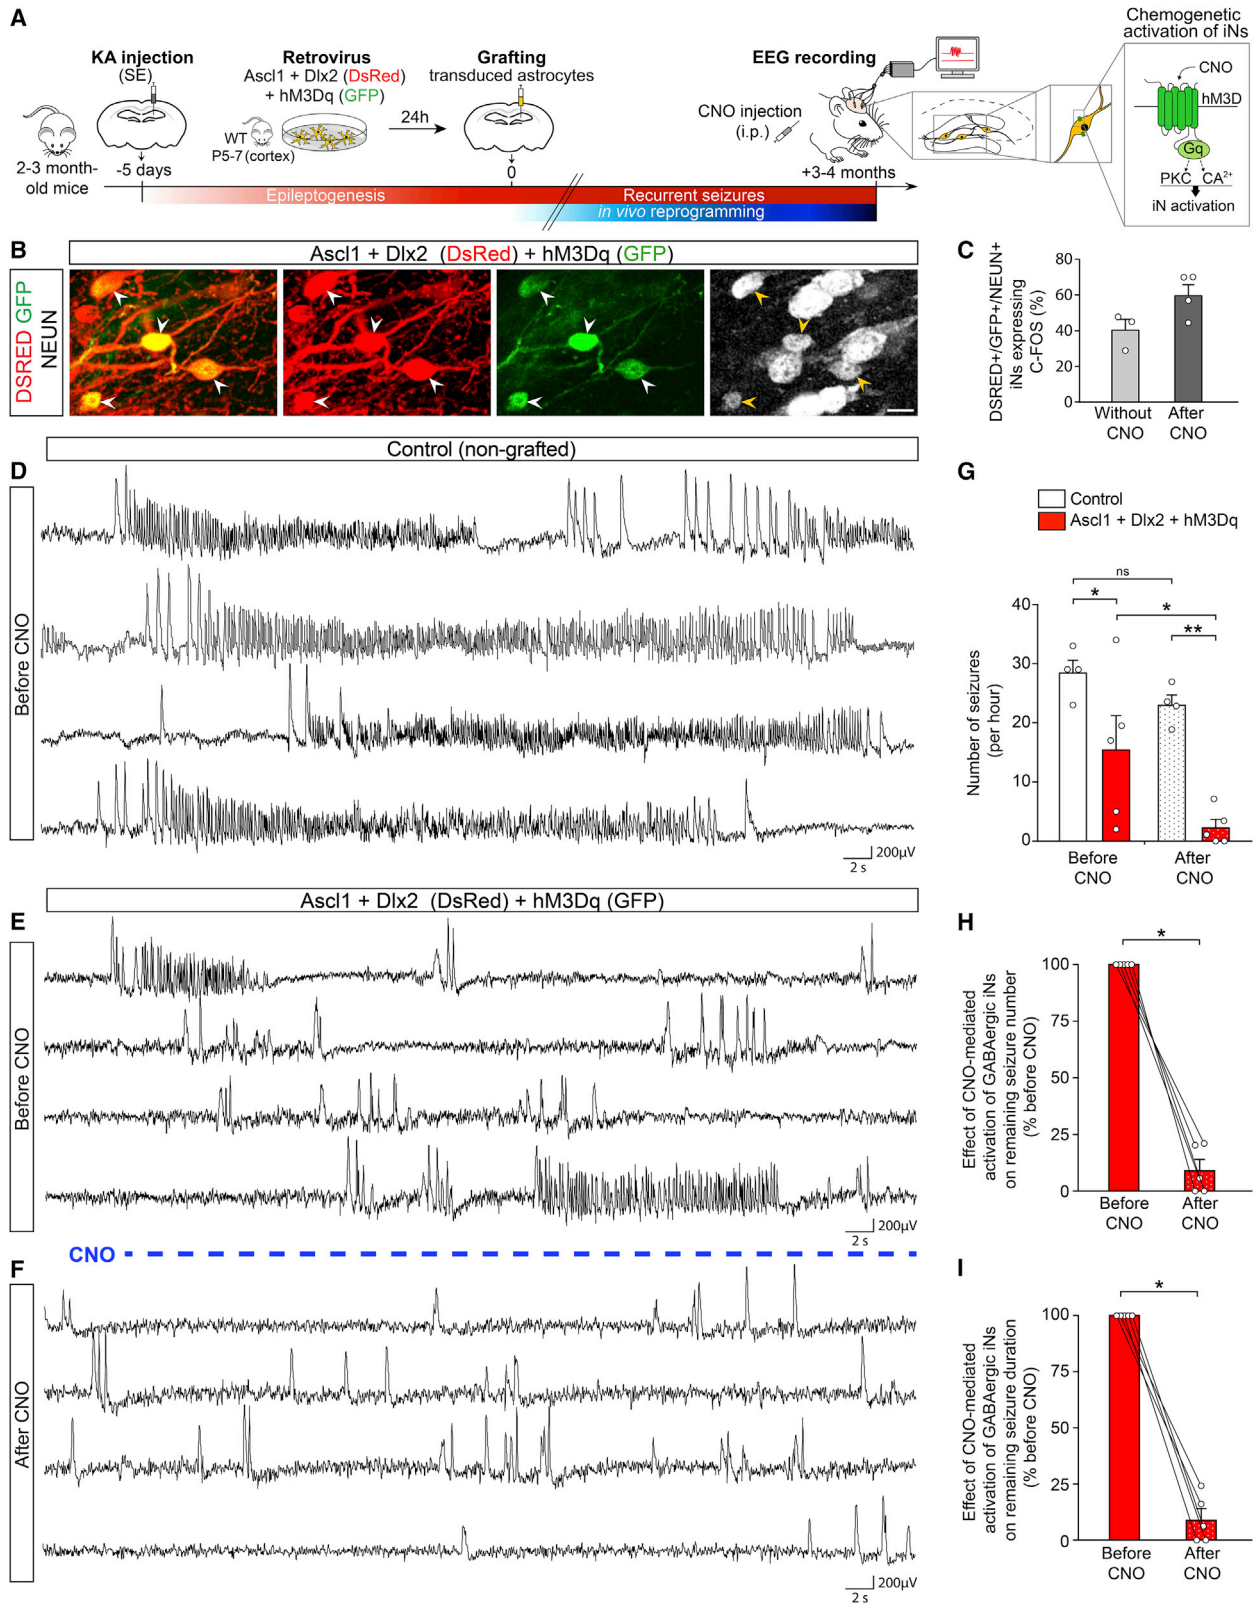 A
KA injection
(SE)
2-3 month-
old mice
-5 days
Retrovirus
Ascl1 + Dlx2 (DsRed)
+ hM3Dq (GFP)
WT
P5-7 (cortex)
24h
Grafting
transduced astrocytes
0
EEG recording
CNO injection
(i.p.)
+3-4 months
Epileptogenesis
Recurrent seizures
in vivo reprogramming
Chemogenetic
activation of iNs
CNO
hM3D
Gq
PKC CA2+
iN activation
B
Ascl1 + Dlx2 (DsRed) + hM3Dq (GFP)
DSRED GFP
NEUN
C
DSRED+/GFP+/NEUN+
iNs expressing
C-FOS (%)
80
60
40
20
0
Without
CNO
After
CNO
D
Control (non-grafted)
Before CNO
200µV
2 s
E
Ascl1 + Dlx2 (DsRed) + hM3Dq (GFP)
Before CNO
200µV
2 s
CNO
F
After CNO
200µV
2 s
G
Control
Ascl1 + Dlx2 + hM3Dq
ns
*
*
**
Number of seizures
(per hour)
40
30
20
10
0
Before
CNO
After
CNO
H
*
Effect of CNO-mediated
activation of GABAergic iNs
on remaining seizure number
(% before CNO)
100
75
50
25
0
Before
CNO
After
CNO
I
*
Effect of CNO-mediated
activation of GABAergic iNs
on remaining seizure duration
(% before CNO)
100
75
50
25
0
Before
CNO
After
CNO